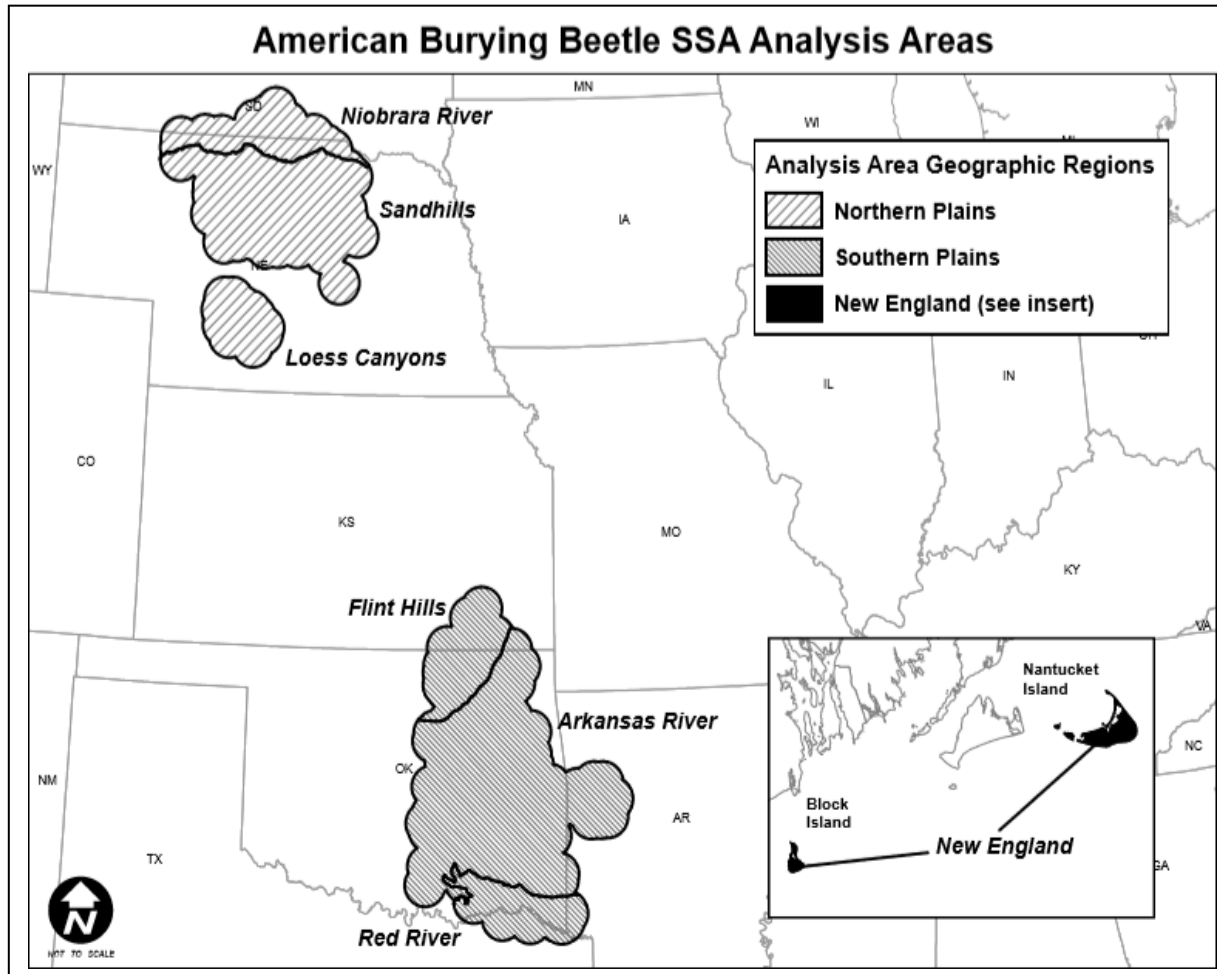 American Burying Beetle SSA Analysis Areas
MN
SD
Niobrara River
WI
Analysis Area Geographic Regions
WY
Northern Plains
Sandhills
IA
Southern Plains
NE
New England (see insert)
Loess Canyons
IL
IN
CO
KS
MO
KY
Flint Hills
VA
Nantucket
Island
Arkansas River
NC
NM
OK
Block
Island
AR
New England
TX
GA
N
Red River
NOT TO SCALE